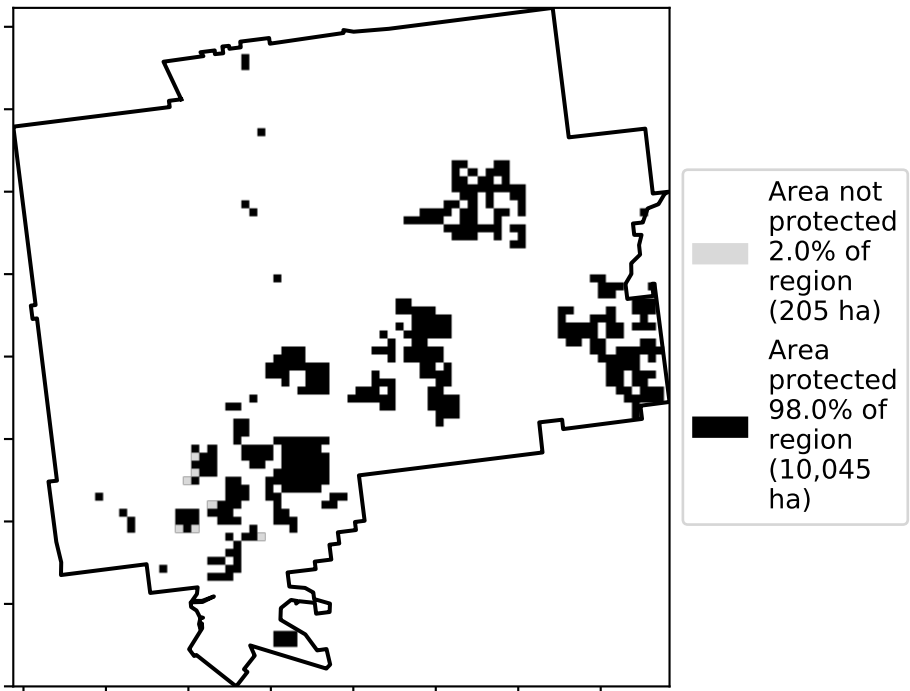 Area not
protected
2.0% of
region
(205 ha)
Area
protected
98.0% of
region
(10,045
ha)